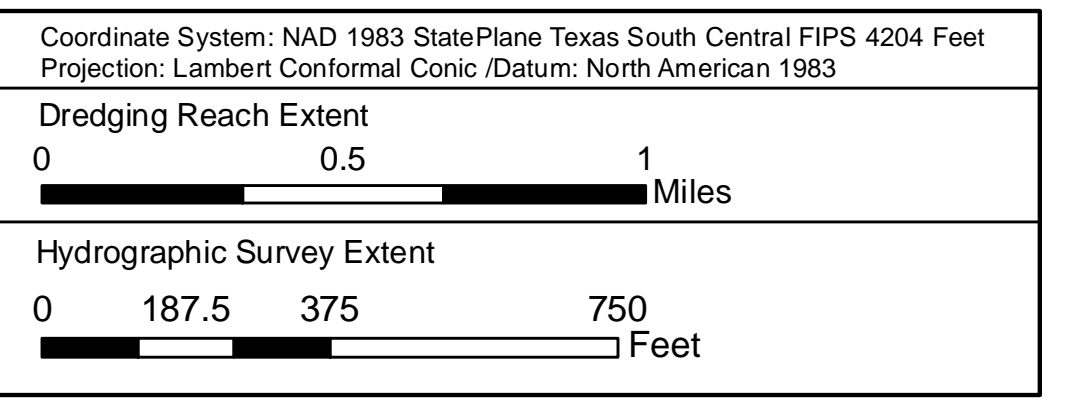 Coordinate System: NAD 1983 StatePlane Texas South Central FIPS 4204 Feet
Projection: Lambert Conformal Conic /Datum: North American 1983
Dredging Reach Extent
0 0.5 1
Miles
Hydrographic Survey Extent
0 187.5 375 750
Feet